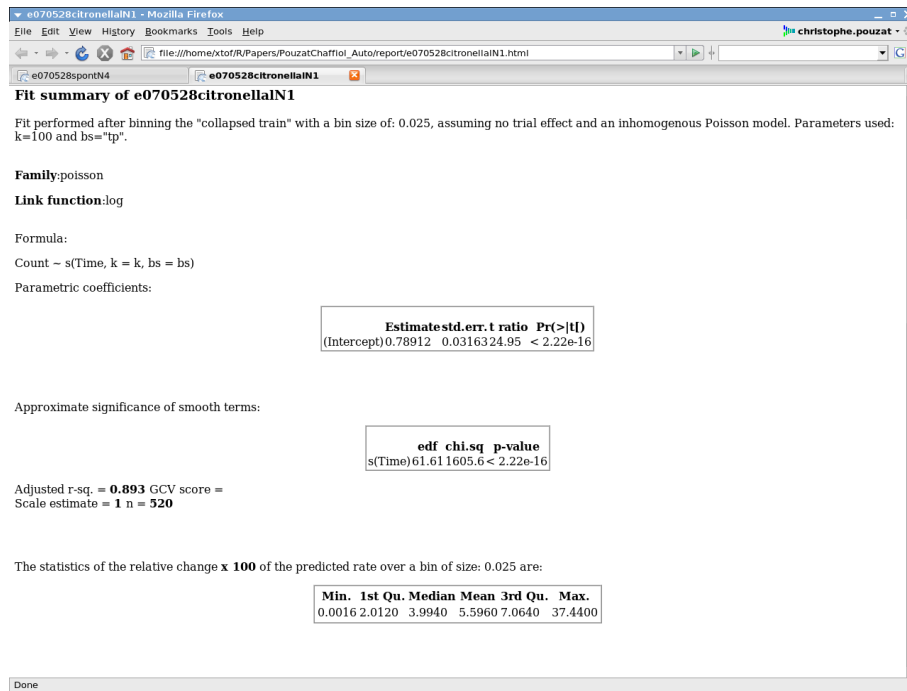 e070528citronellalN1 - Mozilla Firefox
File Edit View History Bookmarks Tools Help
christophe.pouzat
file:///home/xtof/R/Papers/PouzatChaffiol_Auto/report/e070528citronellalN1.html
G
e070528spontN4 e070528citronellalN1
Fit summary of e070528citronellalN1
Fit performed after binning the "collapsed train" with a bin size of: 0.025, assuming no trial effect and an inhomogenous Poisson model. Parameters used:
k=100 and bs="tp".
Family:poisson
Link function:log
Formula:
Count ~ s(Time, k = k, bs = bs)
Parametric coefficients:
Estimate std.err. t ratio Pr(>|t[)
(Intercept) 0.78912 0.03163 24.95 < 2.22e-16
Approximate significance of smooth terms:
edf chi.sq p-value
s(Time) 61.61 1605.6 < 2.22e-16
Adjusted r-sq. = 0.893 GCV score =
Scale estimate = 1 n = 520
The statistics of the relative change x 100 of the predicted rate over a bin of size: 0.025 are:
Min. 1st Qu. Median Mean 3rd Qu. Max.
0.0016 2.0120 3.9940 5.5960 7.0640 37.4400
Done